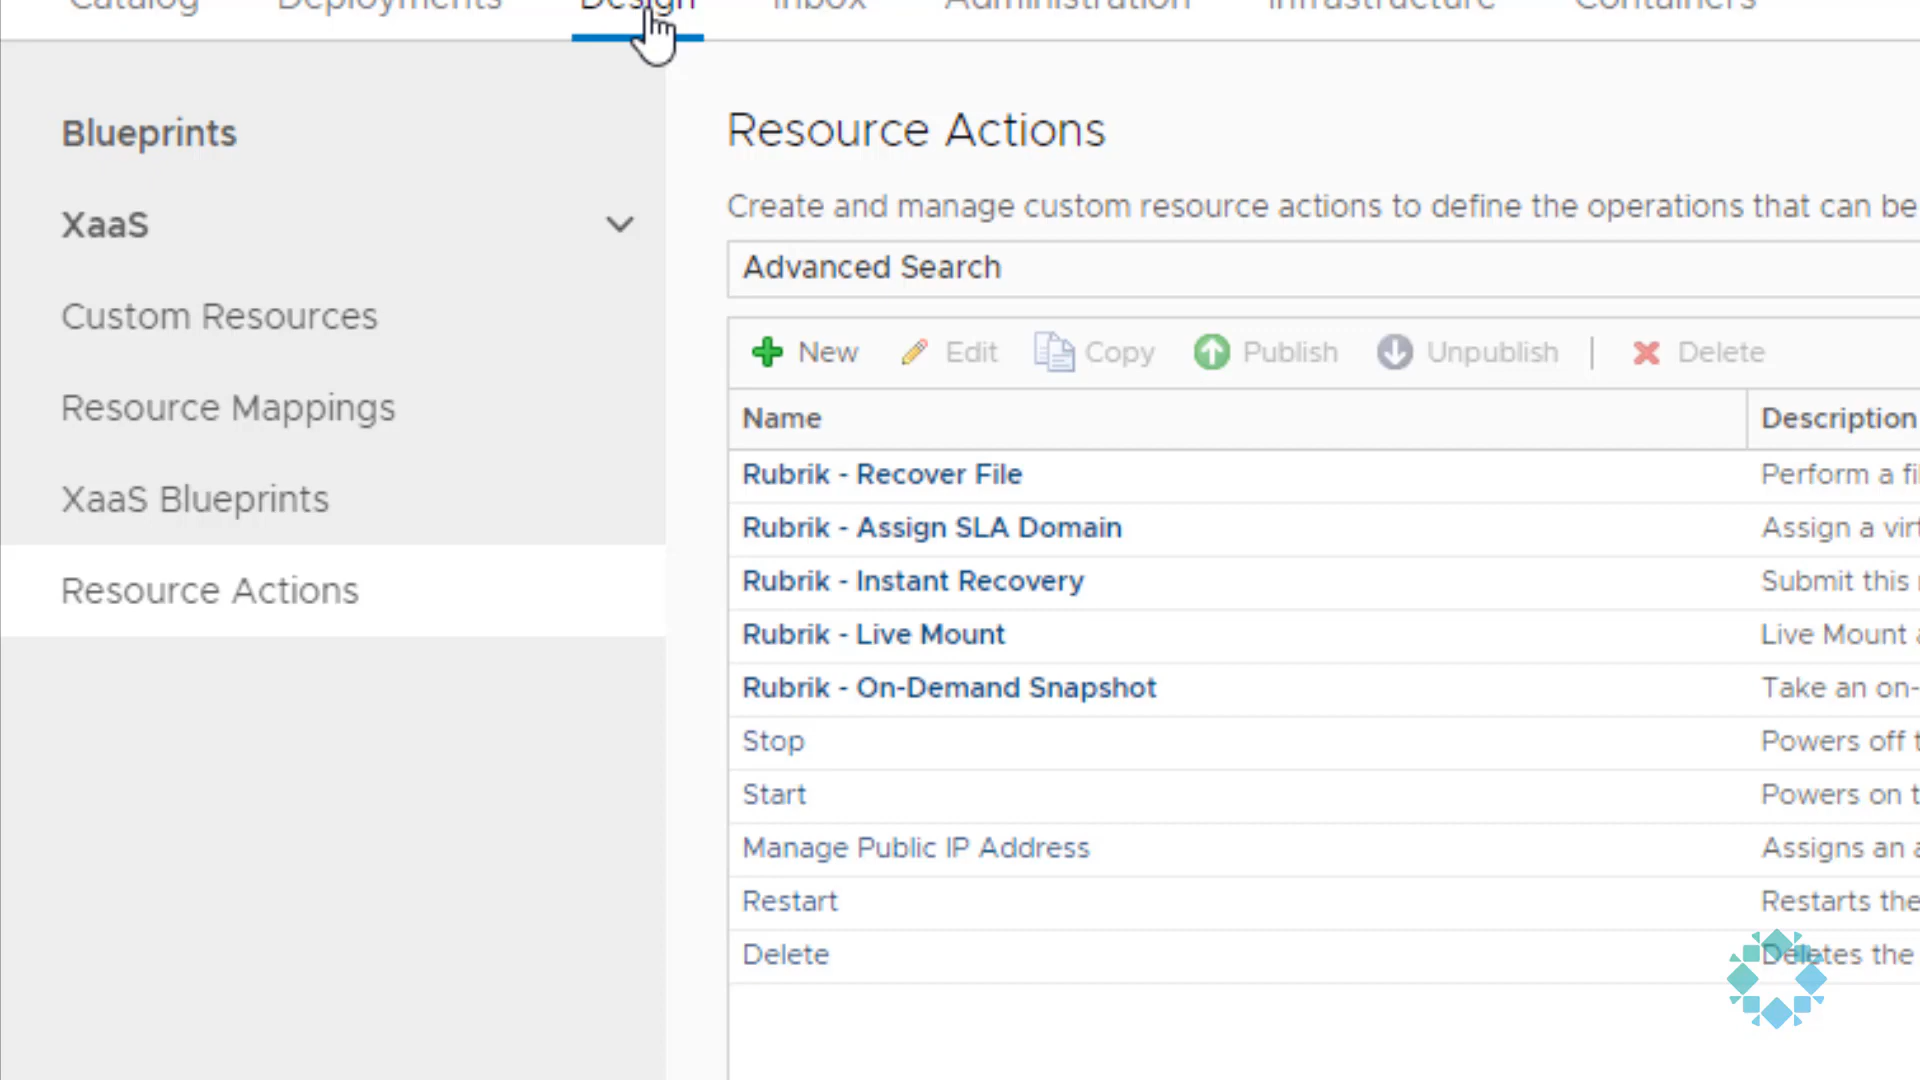 Catalog Deployments Design Inbox Administration Infrastructure Containers
Blueprints
XaaS
Custom Resources
Resource Mappings
XaaS Blueprints
Resource Actions
Resource Actions
Create and manage custom resource actions to define the operations that can be
Advanced Search
New Edit Copy Publish Unpublish | Delete
Name Description
Rubrik - Recover File Perform a
Rubrik - Assign SLA Domain Assign a
Rubrik - Instant Recovery Submit this
Rubrik - Live Mount Live Mount
Rubrik - On-Demand Snapshot Take an on-
Stop Powers off
Start Powers on
Manage Public IP Address Assigns an
Restart Restarts the
Delete Deletes the